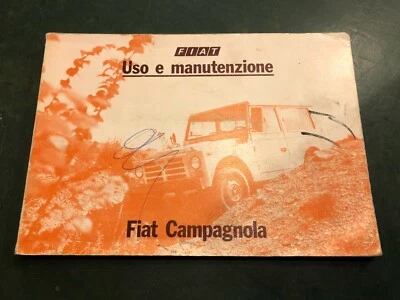 FIAT
Uso e manutenzione
Fiat Campagnola